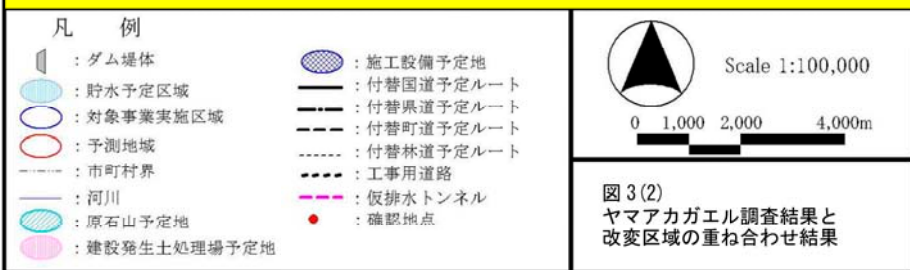 凡 例
: ダム堤体
: 貯水予定区域
: 対象事業実施区域
: 予測地域
: 市町村界
: 河川
: 原石山予定地
: 建設発生土処理場予定地
: 施工設備予定地
: 付替国道予定ルート
: 付替県道予定ルート
: 付替町道予定ルート
: 付替林道予定ルート
: 工事用道路
: 仮排水トンネル
: 確認地点
Scale 1:100,000
0 1,000 2,000 4,000m
図 3(2)
ヤマアカガエル調査結果と
改変区域の重ね合わせ結果